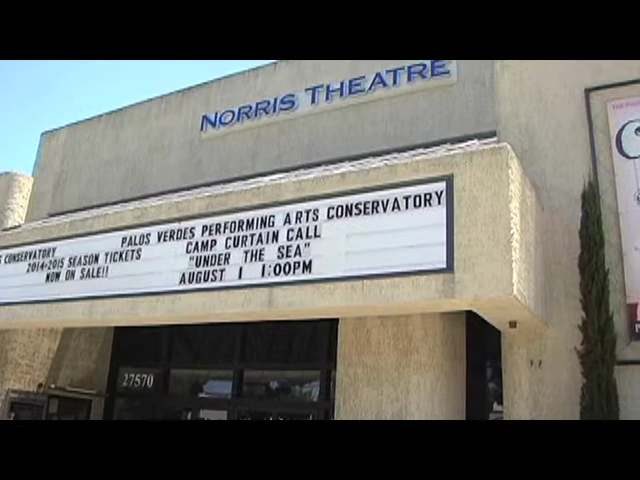 NORRIS THEATRE
PALOS VERDES PERFORMING ARTS CONSERVATORY
CAMP CURTAIN CALL
"UNDER THE SEA"
AUGUST 1 1:00PM
CONSERVATORY
2014-2015 SEASON TICKETS
NOW ON SALE!!
27570